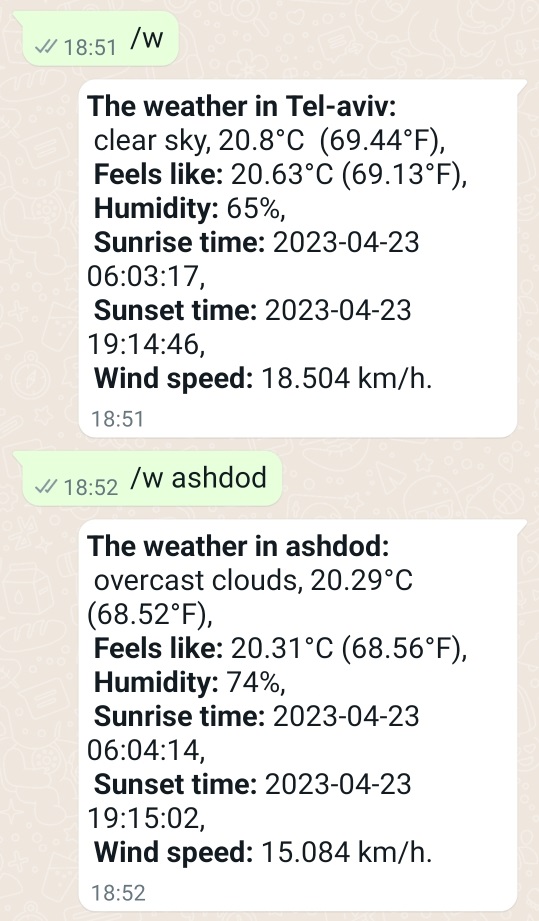 /w
18:51
The weather in Tel-aviv:
clear sky, 20.8°C (69.44°F),
Feels like: 20.63°C (69.13°F),
Humidity: 65%,
Sunrise time: 2023-04-23
06:03:17,
Sunset time: 2023-04-23
19:14:46,
Wind speed: 18.504 km/h.
18:51
/w ashdod
18:52
The weather in ashdod:
overcast clouds, 20.29°C
(68.52°F),
Feels like: 20.31°C (68.56°F),
Humidity: 74%,
Sunrise time: 2023-04-23
06:04:14,
Sunset time: 2023-04-23
19:15:02,
Wind speed: 15.084 km/h.
18:52